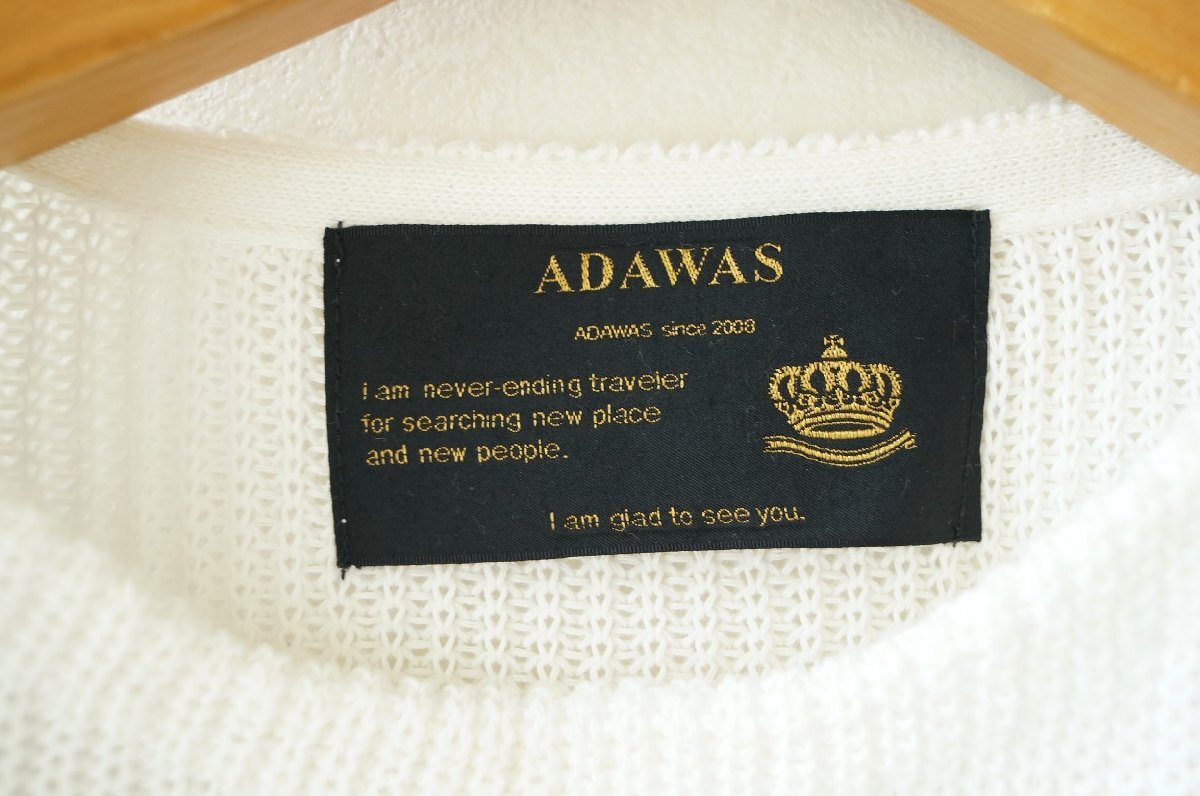 ADAWAS
ADAWAS since 2008
I am never-ending traveler
for searching new place
and new people.
I am glad to see you.